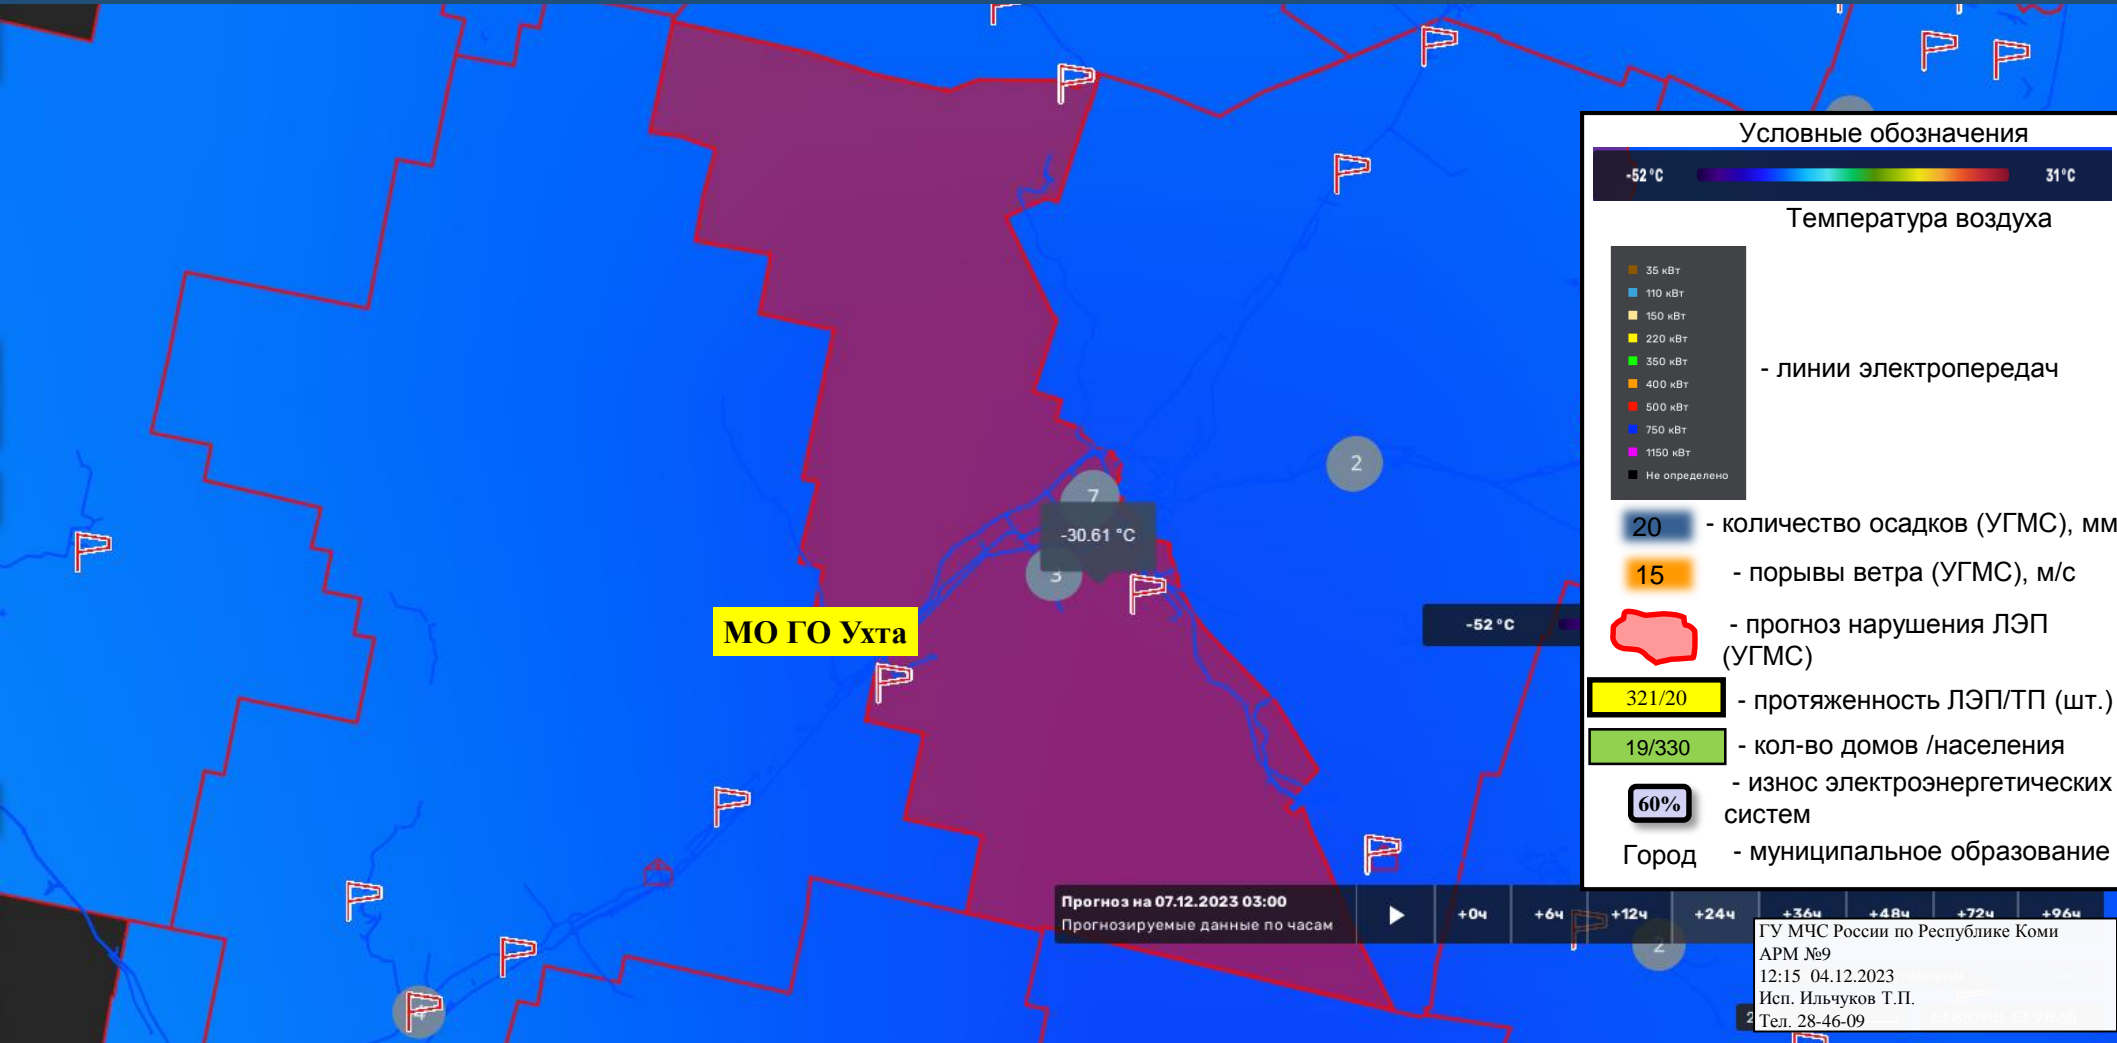 Условные обозначения
-52°C
31°C
Температура воздуха
35 кВт
110 кВт
150 кВт
220 кВт
350 кВт
400 кВт
500 кВт
750 кВт
1150 кВт
Не определено
- линии электропередач
20
- количество осадков (УГМС), мм
15
- порывы ветра (УГМС), м/с
- прогноз нарушения ЛЭП
(УГМС)
321/20
- протяженность ЛЭП/ТП (шт.)
19/330
- кол-во домов /населения
60%
- износ электроэнергетических
систем
Город
- муниципальное образование
2
7
-30.61 °C
3
-52°C
МО ГО Ухта
Прогноз на 07.12.2023 03:00
Прогнозируемые данные по часам
+0ч
+6ч
+12ч
+24ч
+36ч
+48ч
+72ч
+96ч
2
ГУ МЧС России по Республике Коми
АРМ №9
12:15 04.12.2023
Исп. Ильчуков Т.П.
Тел. 28-46-09